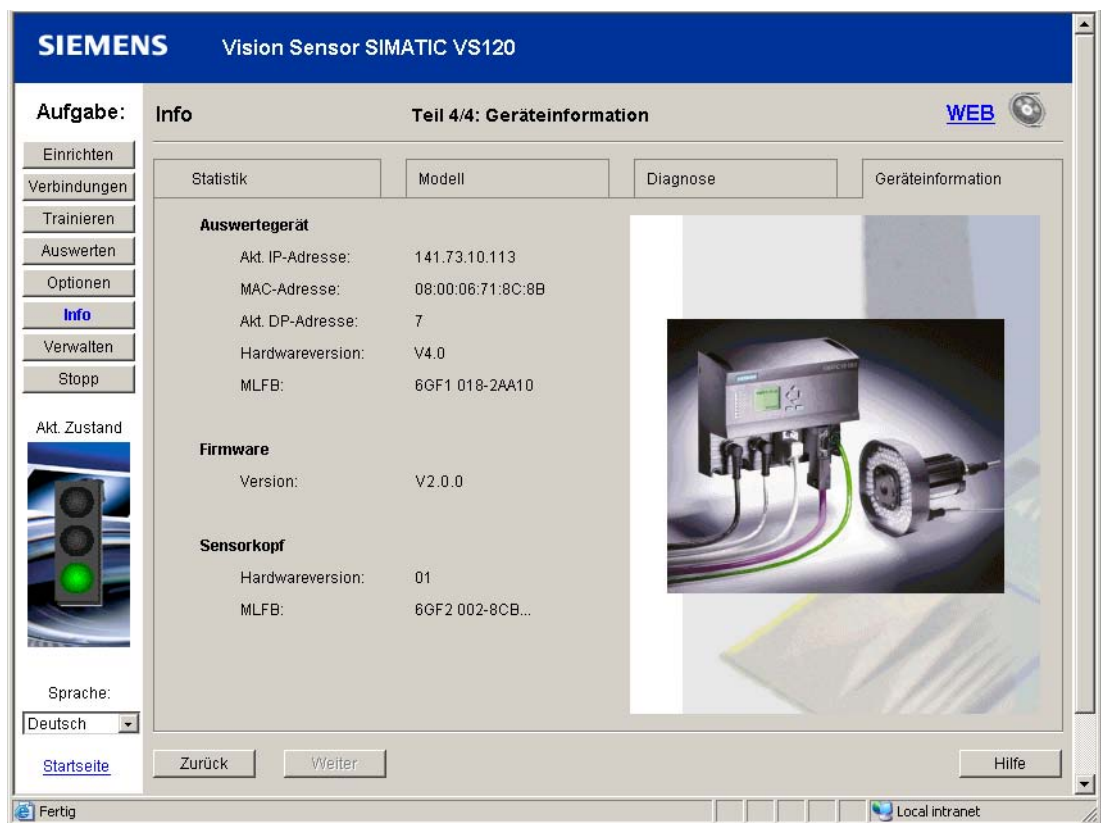 SIEMENS Vision Sensor SIMATIC VS120
Aufgabe:
Info Teil 4/4: Geräteinformation WEB
Einrichten
Verbindungen
Trainieren
Auswerten
Optionen
Info
Verwalten
Stopp
Akt. Zustand
Sprache:
Deutsch
Startseite
Statistik Modell Diagnose Geräteinformation
Auswertegerät
Akt. IP-Adresse: 141.73.10.113
MAC-Adresse: 08:00:06:71:8C:8B
Akt. DP-Adresse: 7
Hardwareversion: V4.0
MLFB: 6GF1 018-2AA10
Firmware
Version: V2.0.0
Sensorkopf
Hardwareversion: 01
MLFB: 6GF2 002-8CB...
Zurück Weiter Hilfe
Fertig Local intranet